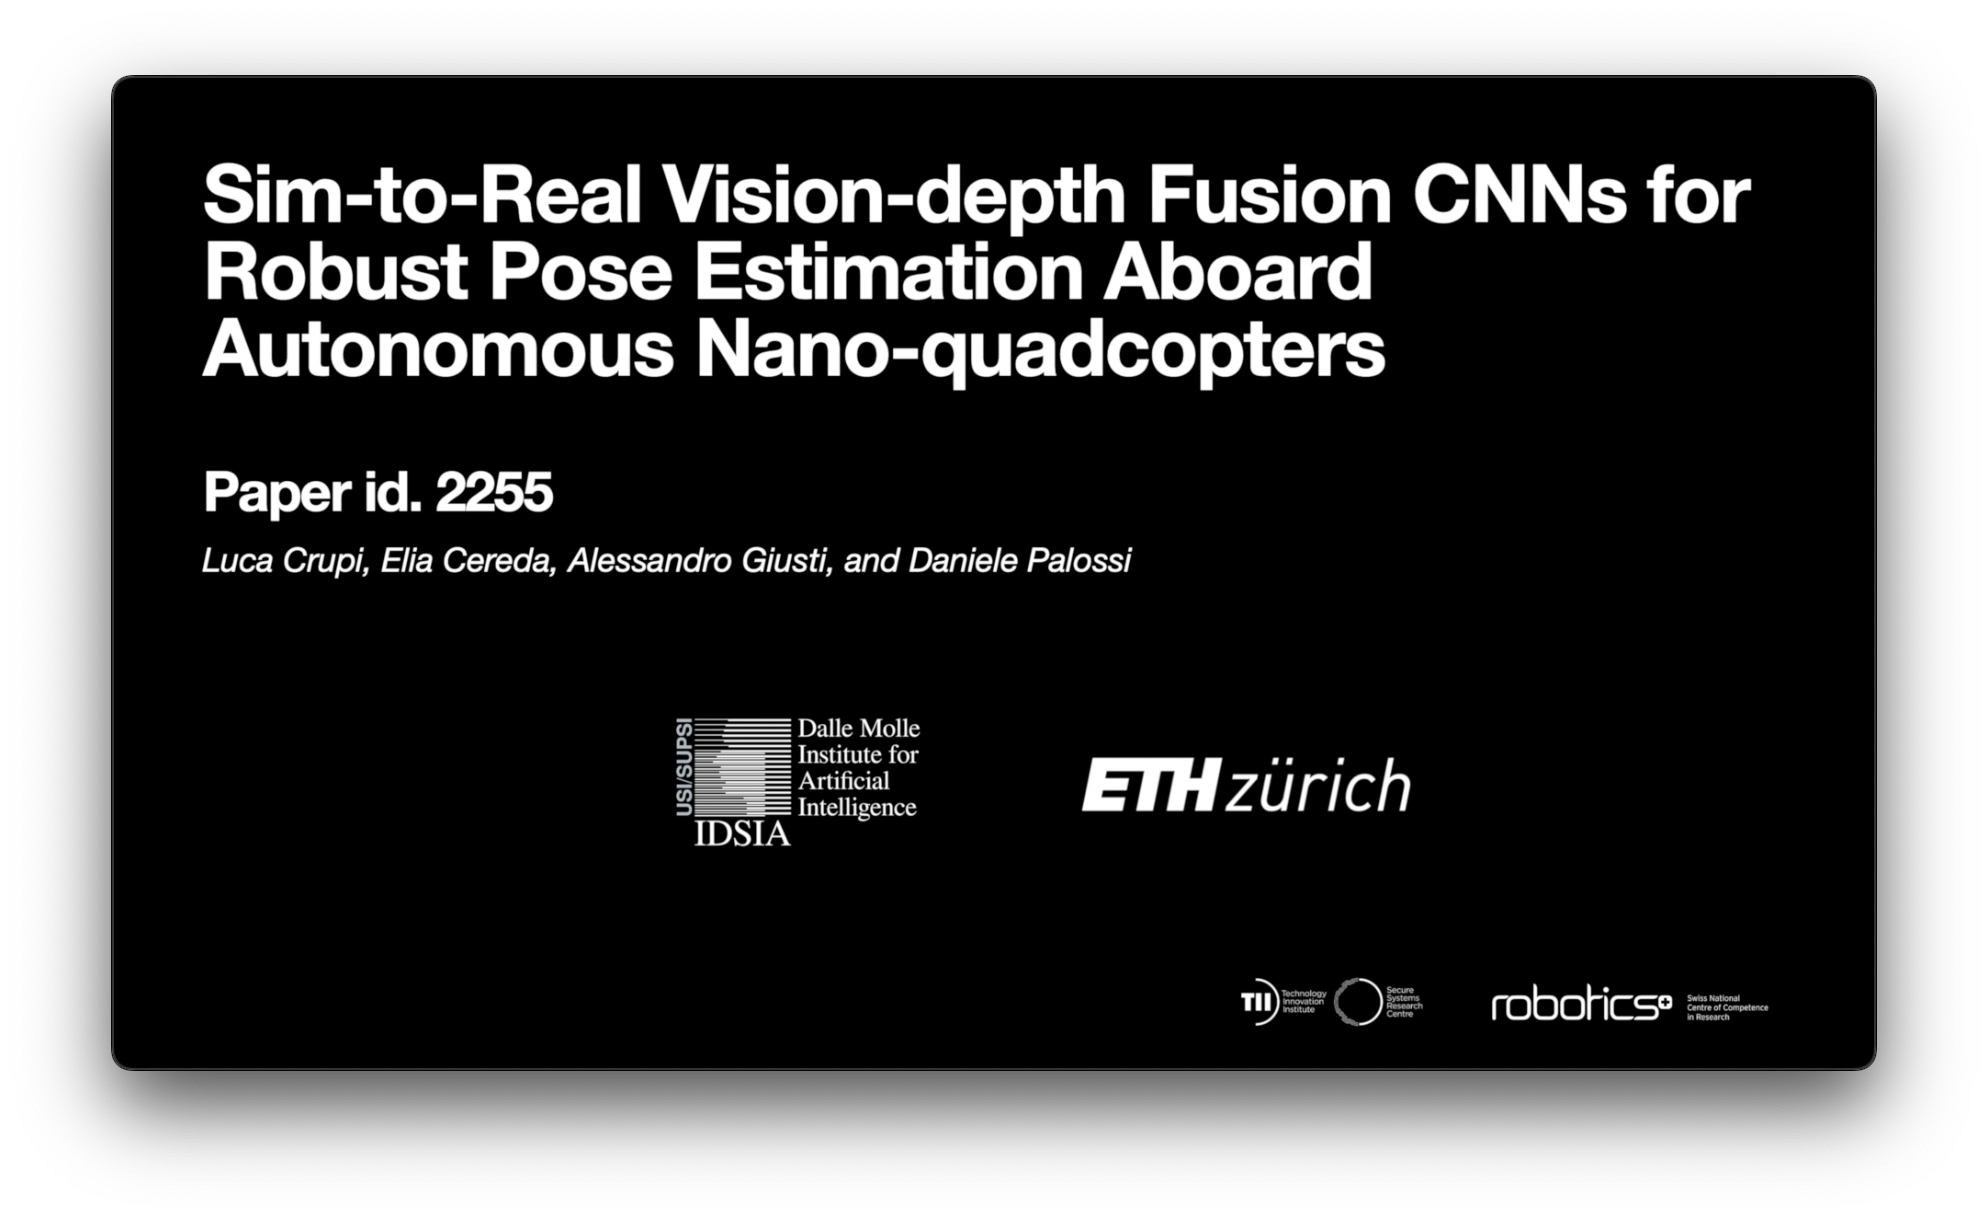 Sim-to-Real Vision-depth Fusion CNNs for
Robust Pose Estimation Aboard
Autonomous Nano-quadcopters
Paper id. 2255
Luca Crupi, Elia Cereda, Alessandro Giusti, and Daniele Palossi
USI/SUPSI
Dalle Molle
Institute for
Artificial
Intelligence
IDSIA
ETH zürich
TII
Technology
Innovation
Institute
Secure
Systems
Research
Centre
robotics+
Swiss National
Centre of Competence
in Research